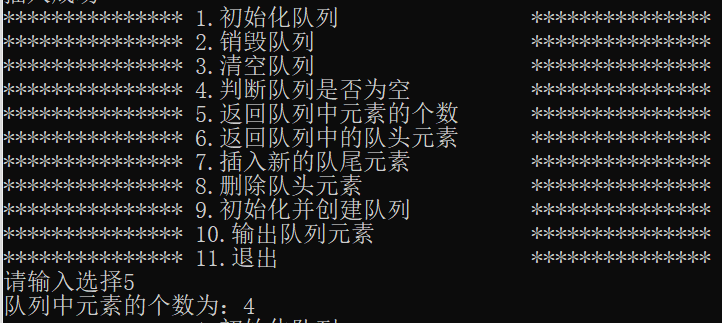 插入成功
*************** 1.初始化队列 ***************
*************** 2.销毁队列 ***************
*************** 3.清空队列 ***************
*************** 4.判断队列是否为空 ***************
*************** 5.返回队列中元素的个数 ***************
*************** 6.返回队列中的队头元素 ***************
*************** 7.插入新的队尾元素 ***************
*************** 8.删除队头元素 ***************
*************** 9.初始化并创建队列 ***************
*************** 10.输出队列元素 ***************
*************** 11.退出 ***************
请输入选择5
队列中元素的个数为：4